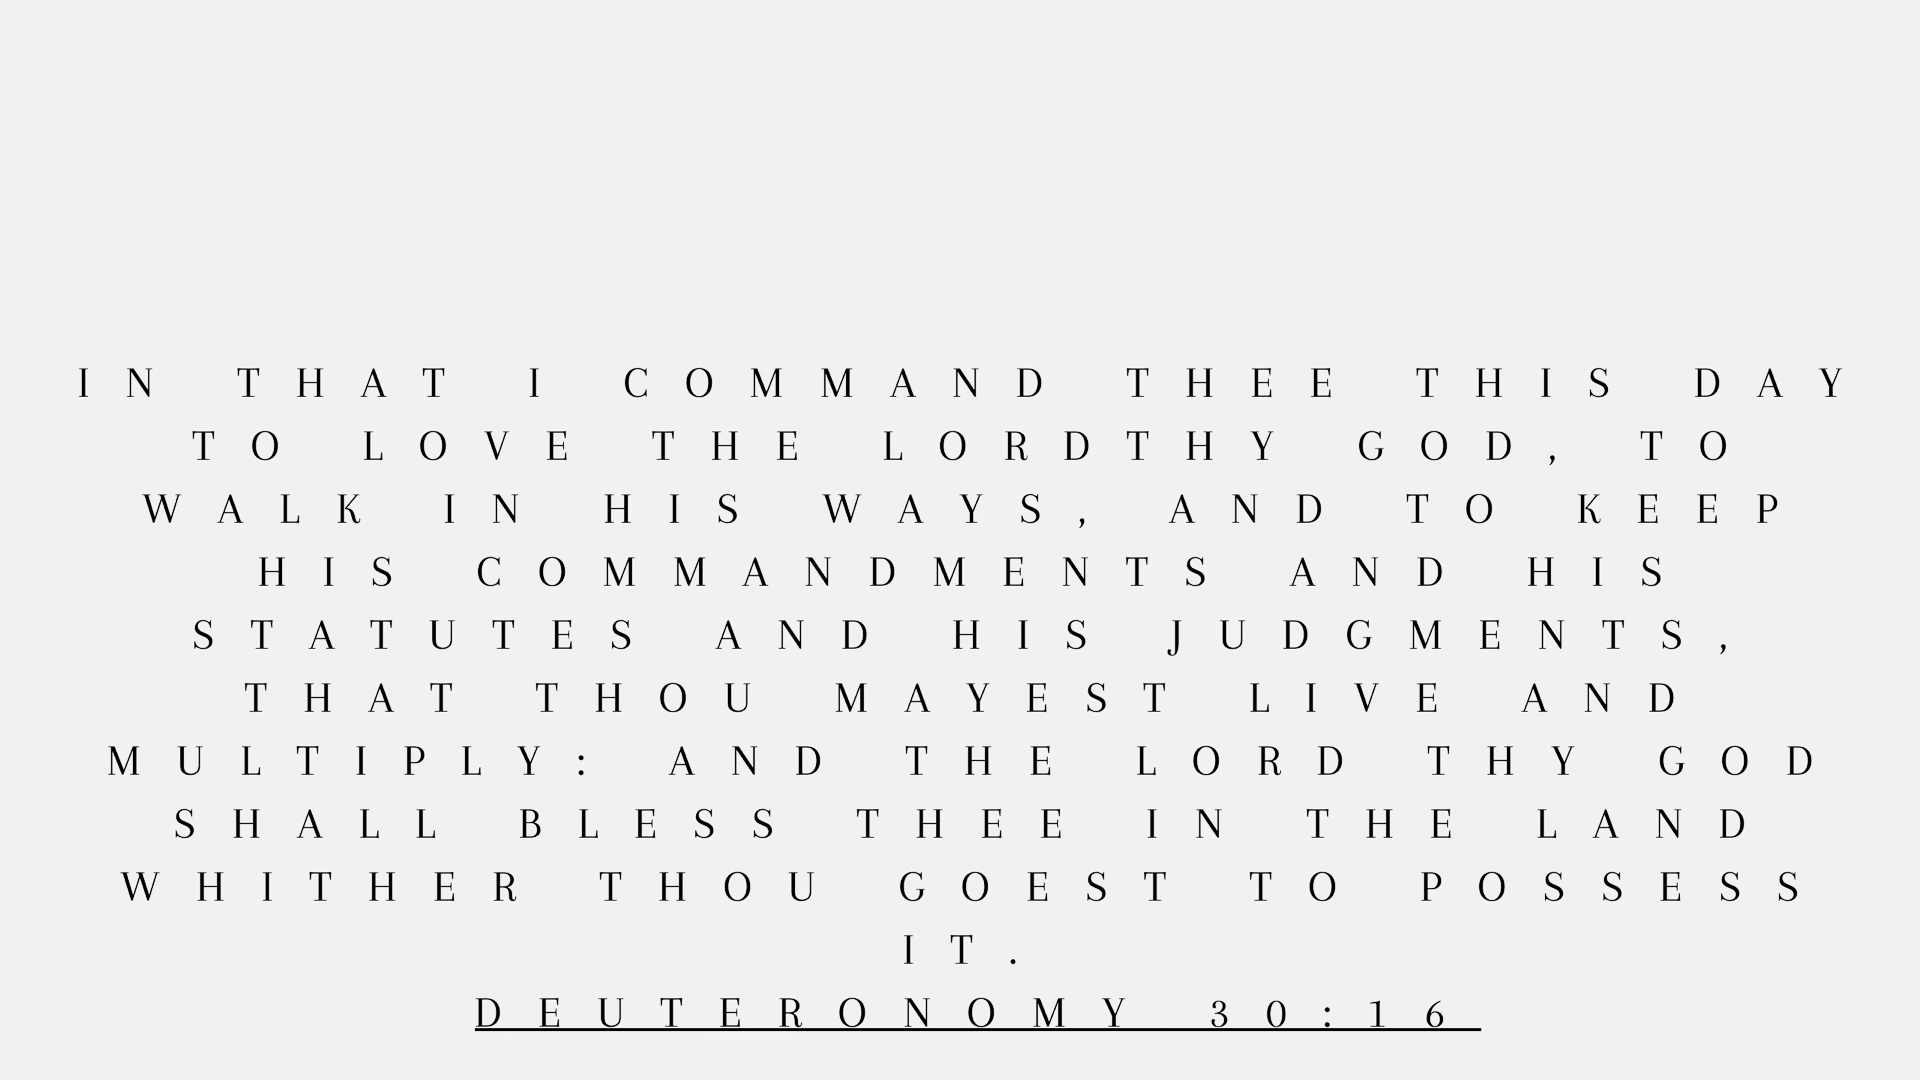 IN THAT I COMMAND THEE THIS DAY
TO LOVE THE LORDTHY GOD, TO
WALK IN HIS WAYS, AND TO KEEP
HIS COMMANDMENTS AND HIS
STATUTES AND HIS JUDGMENTS,
THAT THOU MAYEST LIVE AND
MULTIPLY: AND THE LORD THY GOD
SHALL BLESS THEE IN THE LAND
WHITHER THOU GOEST TO POSSESS
IT.
DEUTERONOMY 30:16